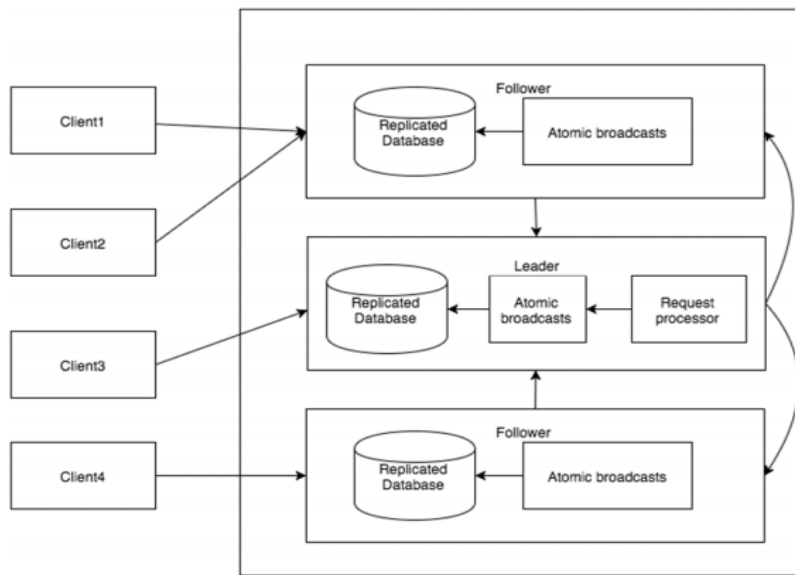 Client1
Client2
Client3
Client4
Follower
Replicated
Database
Atomic broadcasts
Leader
Replicated
Database
Atomic
broadcasts
Request
processor
Follower
Replicated
Database
Atomic broadcasts